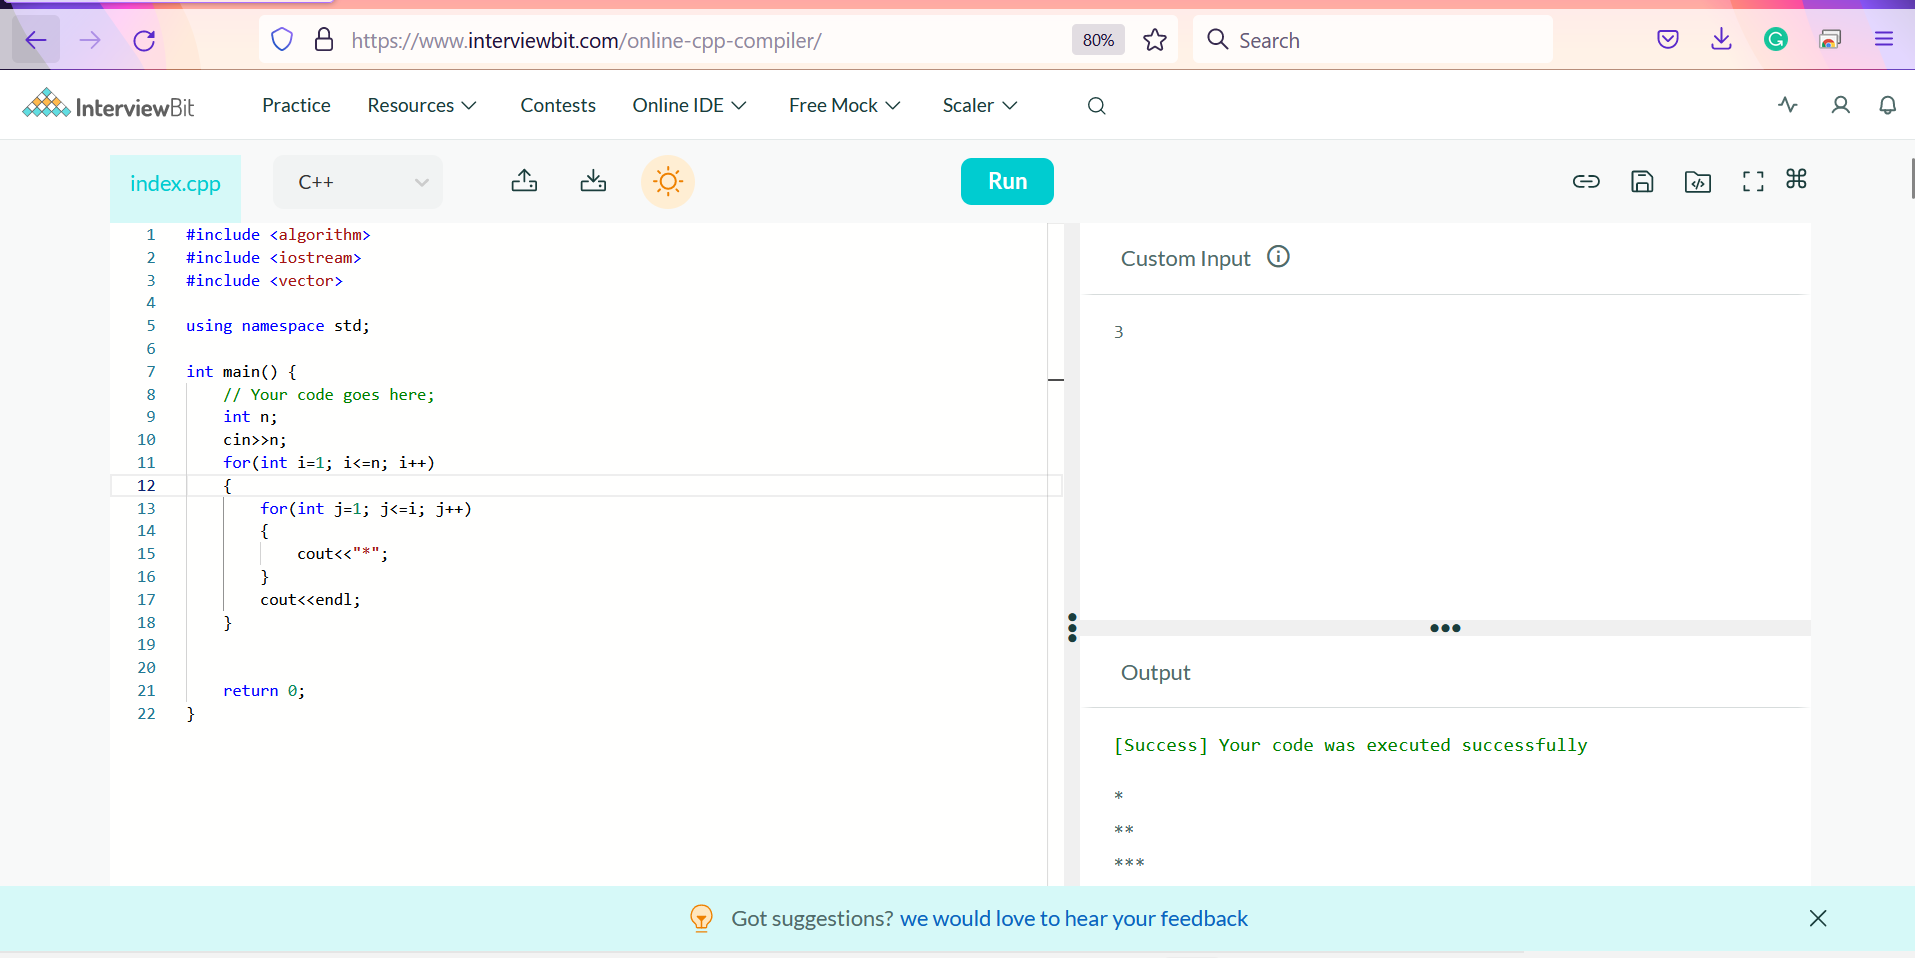 https://www.interviewbit.com/online-cpp-compiler/
80%
Search
InterviewBit
Practice
Resources
Contests
Online IDE
Free Mock
Scaler
index.cpp
C++
Run
1 #include <algorithm>
2 #include <iostream>
3 #include <vector>
4
5 using namespace std;
6
7 int main() {
8     // Your code goes here;
9     int n;
10     cin>>n;
11     for(int i=1; i<=n; i++)
12     {
13         for(int j=1; j<=i; j++)
14         {
15             cout<<"*";
16         }
17         cout<<endl;
18     }
19
20
21     return 0;
22 }
Custom Input
3
Output
[Success] Your code was executed successfully
*
**
***
Got suggestions? we would love to hear your feedback